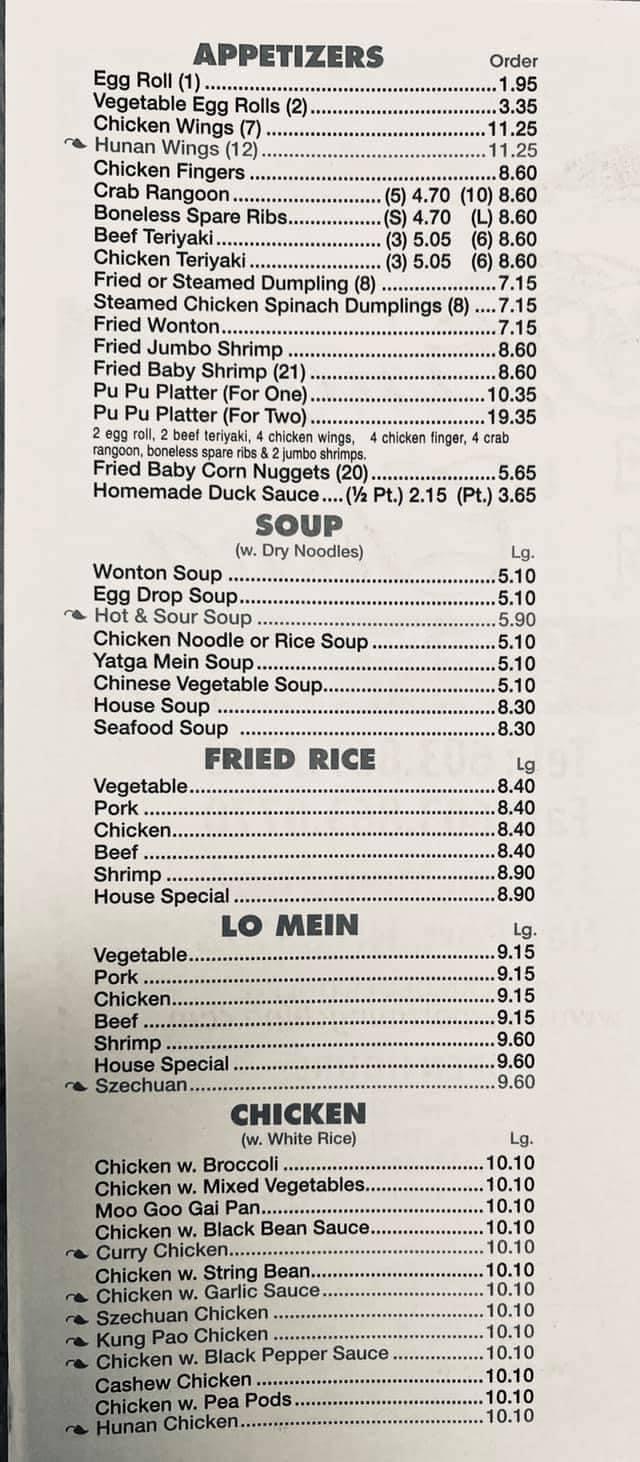 APPETIZERS Order
Egg Roll (1) 1.95
Vegetable Egg Rolls (2) 3.35
Chicken Wings (7) 11.25
Hunan Wings (12) 11.25
Chicken Fingers 8.60
Crab Rangoon (5) 4.70 (10) 8.60
Boneless Spare Ribs (S) 4.70 (L) 8.60
Beef Teriyaki (3) 5.05 (6) 8.60
Chicken Teriyaki (3) 5.05 (6) 8.60
Fried or Steamed Dumpling (8) 7.15
Steamed Chicken Spinach Dumplings (8) 7.15
Fried Wonton 7.15
Fried Jumbo Shrimp 8.60
Fried Baby Shrimp (21) 8.60
Pu Pu Platter (For One) 10.35
Pu Pu Platter (For Two) 19.35
2 egg roll, 2 beef teriyaki, 4 chicken wings, 4 chicken finger, 4 crab
rangoon, boneless spare ribs & 2 jumbo shrimps.
Fried Baby Corn Nuggets (20) 5.65
Homemade Duck Sauce (½ Pt.) 2.15 (Pt.) 3.65
SOUP
(w. Dry Noodles) Lg.
Wonton Soup 5.10
Egg Drop Soup 5.10
Hot & Sour Soup 5.90
Chicken Noodle or Rice Soup 5.10
Yatga Mein Soup 5.10
Chinese Vegetable Soup 5.10
House Soup 8.30
Seafood Soup 8.30
FRIED RICE Lg
Vegetable 8.40
Pork 8.40
Chicken 8.40
Beef 8.40
Shrimp 8.90
House Special 8.90
LO MEIN Lg.
Vegetable 9.15
Pork 9.15
Chicken 9.15
Beef 9.15
Shrimp 9.60
House Special 9.60
Szechuan 9.60
CHICKEN
(w. White Rice) Lg.
Chicken w. Broccoli 10.10
Chicken w. Mixed Vegetables 10.10
Moo Goo Gai Pan 10.10
Chicken w. Black Bean Sauce 10.10
Curry Chicken 10.10
Chicken w. String Bean 10.10
Chicken w. Garlic Sauce 10.10
Szechuan Chicken 10.10
Kung Pao Chicken 10.10
Chicken w. Black Pepper Sauce 10.10
Cashew Chicken 10.10
Chicken w. Pea Pods 10.10
Hunan Chicken 10.10